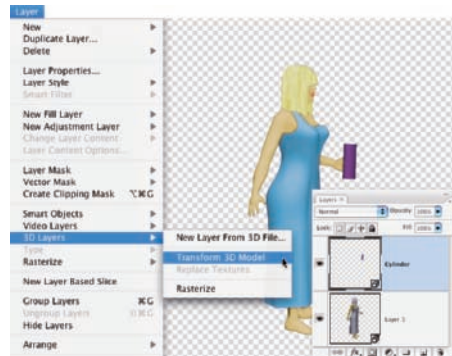 Layer
New
Duplicate Layer...
Delete
Layer Properties...
Layer Style
Smart Filter
New Fill Layer
New Adjustment Layer
Change Layer Content
Layer Content Options...
Layer Mask
Vector Mask
Create Clipping Mask ⌥⌘G
Smart Objects
Video Layers
3D Layers
Type
Rasterize
New Layer Based Slice
Group Layers ⌘G
Ungroup Layers ⇧⌘G
Hide Layers
Arrange
New Layer From 3D File...
Transform 3D Model
Replace Textures
Rasterize
Layers ×
Normal Opacity: 100%
Lock: Fill: 100%
Cylinder
Layer 1